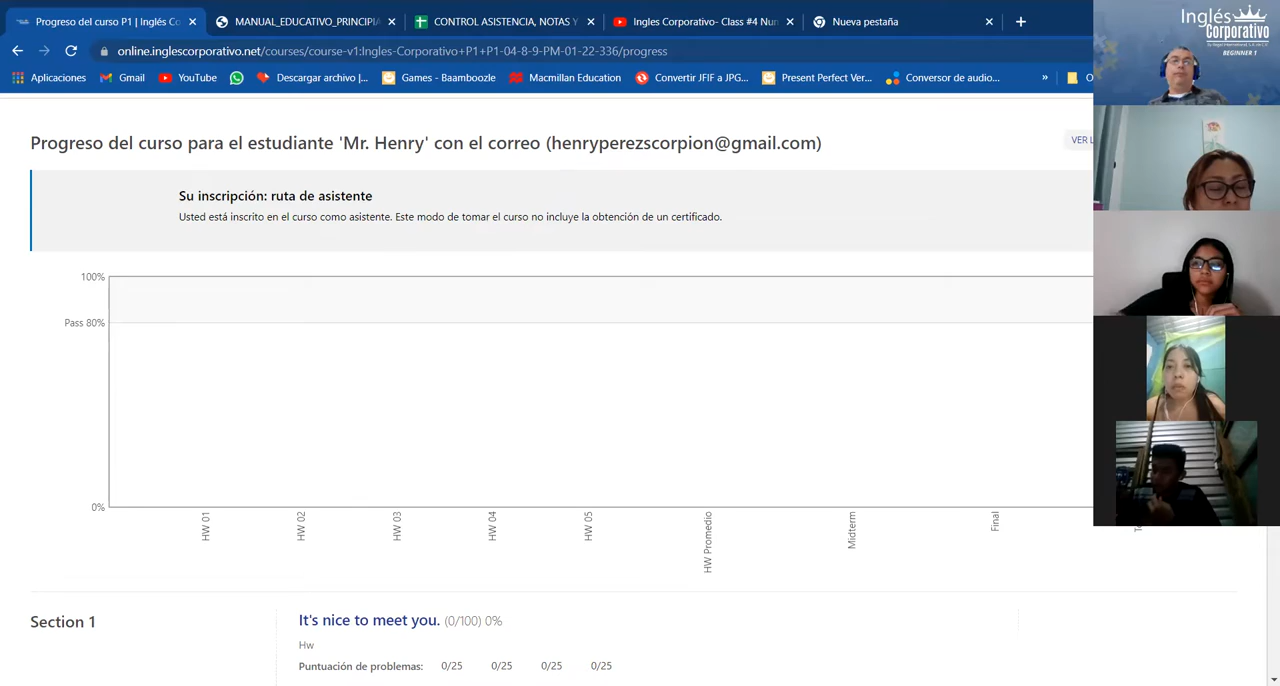 Progreso del curso P1 | Inglés Co
MANUAL_EDUCATIVO_PRINCIPIA
CONTROL ASISTENCIA, NOTAS Y
Ingles Corporativo- Class #4 Nun
Nueva pestaña
online.inglescorporativo.net/courses/course-v1:Ingles-Corporativo+P1+P1-04-8-9-PM-01-22-336/progress
Aplicaciones
Gmail
YouTube
Descargar archivo |...
Games - Baamboozle
Macmillan Education
Convertir JFIF a JPG...
Present Perfect Ver...
Conversor de audio...
»
O
Inglés
Corporativo
BEGINNER 1
Progreso del curso para el estudiante 'Mr. Henry' con el correo (henryperezscorpion@gmail.com)
VER L
Su inscripción: ruta de asistente
Usted está inscrito en el curso como asistente. Este modo de tomar el curso no incluye la obtención de un certificado.
100%
Pass 80%
0%
HW 01
HW 02
HW 03
HW 04
HW 05
HW Promedio
Midterm
Final
Section 1
It's nice to meet you. (0/100) 0%
Hw
Puntuación de problemas: 0/25 0/25 0/25 0/25